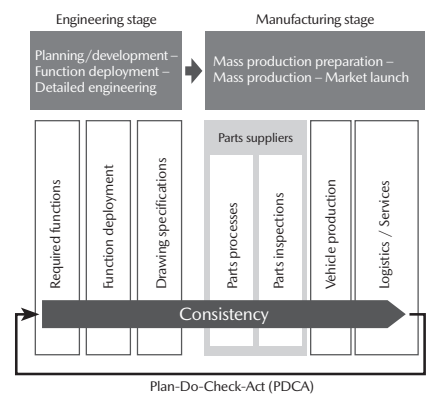 Engineering stage
Manufacturing stage
Planning/development –
Function deployment –
Detailed engineering
Mass production preparation –
Mass production – Market launch
Required functions
Function deployment
Drawing specifications
Parts suppliers
Parts processes
Parts inspections
Vehicle production
Logistics / Services
Consistency
Plan-Do-Check-Act (PDCA)